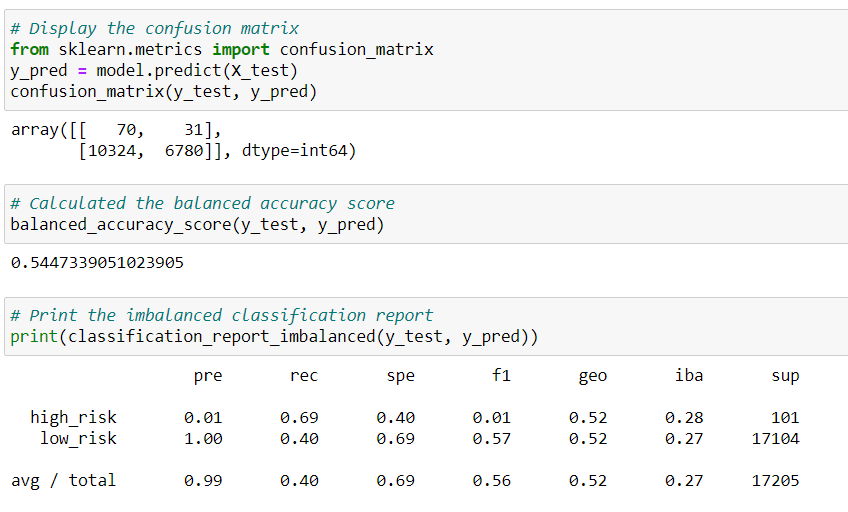 # Display the confusion matrix
from sklearn.metrics import confusion_matrix
y_pred = model.predict(X_test)
confusion_matrix(y_test, y_pred)
array([[   70,    31],
       [10324,  6780]], dtype=int64)
# Calculated the balanced accuracy score
balanced_accuracy_score(y_test, y_pred)
0.5447339051023905
# Print the imbalanced classification report
print(classification_report_imbalanced(y_test, y_pred))
                   pre       rec       spe        f1       geo       iba       sup
  high_risk       0.01      0.69      0.40      0.01      0.52      0.28       101
   low_risk       1.00      0.40      0.69      0.57      0.52      0.27     17104
avg / total       0.99      0.40      0.69      0.56      0.52      0.27     17205